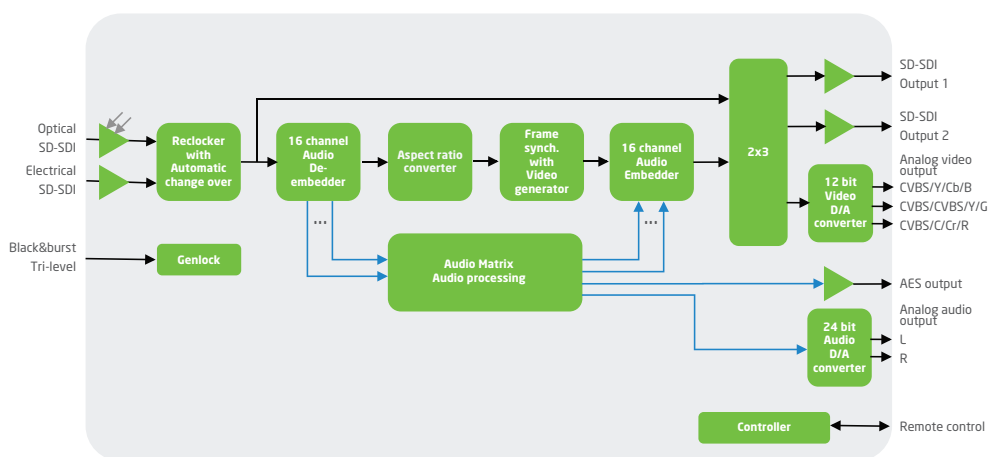 Optical
SD-SDI
Electrical
SD-SDI
Black&burst
Tri-level
Reclocker
with
Automatic
change over
Genlock
16 channel
Audio
De-
embedder
...
Aspect ratio
converter
Frame
synch.
with
Video
generator
16 channel
Audio
Embedder
...
Audio Matrix
Audio processing
2x3
12 bit
Video
D/A
converter
24 bit
Audio
D/A
converter
Controller
SD-SDI
Output 1
SD-SDI
Output 2
Analog video
output
CVBS/Y/Cb/B
CVBS/CVBS/Y/G
CVBS/C/Cr/R
AES output
Analog audio
output
L
R
Remote control